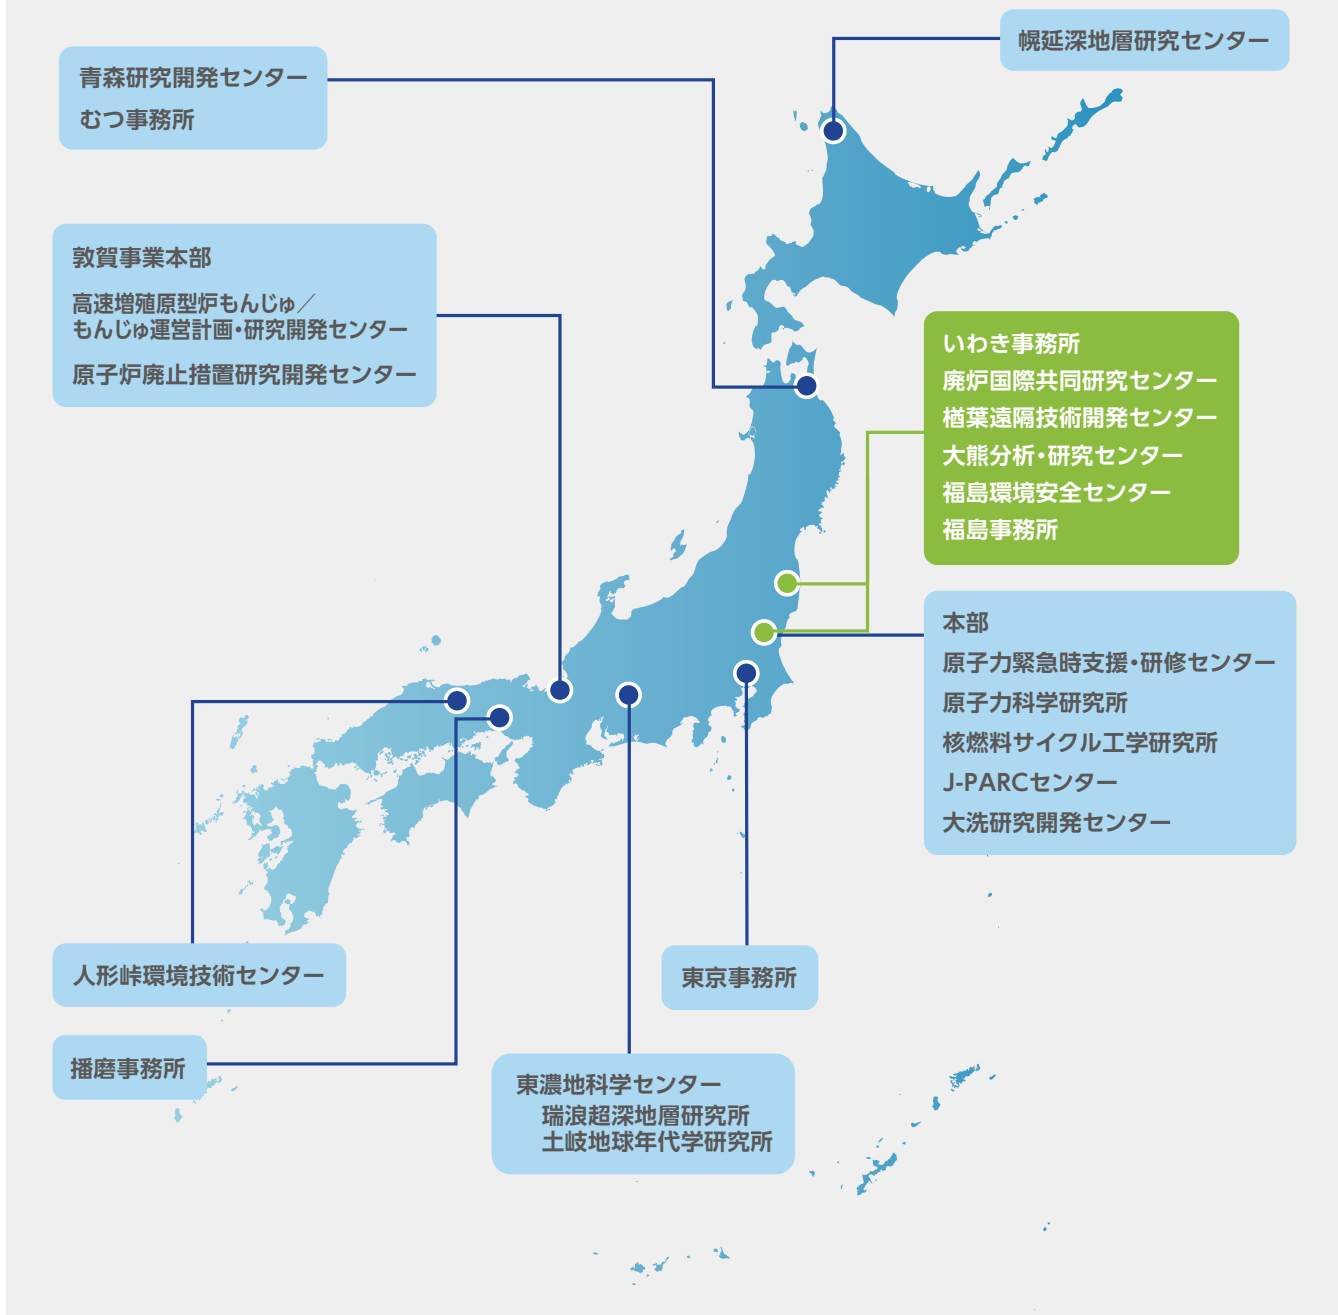 幌延深地層研究センター
青森研究開発センター
むつ事務所
敦賀事業本部
高速増殖原型炉もんじゅ／
もんじゅ運営計画・研究開発センター
原子炉廃止措置研究開発センター
いわき事務所
廃炉国際共同研究センター
楢葉遠隔技術開発センター
大熊分析・研究センター
福島環境安全センター
福島事務所
本部
原子力緊急時支援・研修センター
原子力科学研究所
核燃料サイクル工学研究所
J-PARCセンター
大洗研究開発センター
人形峠環境技術センター
東京事務所
播磨事務所
東濃地科学センター
瑞浪超深地層研究所
土岐地球年代学研究所